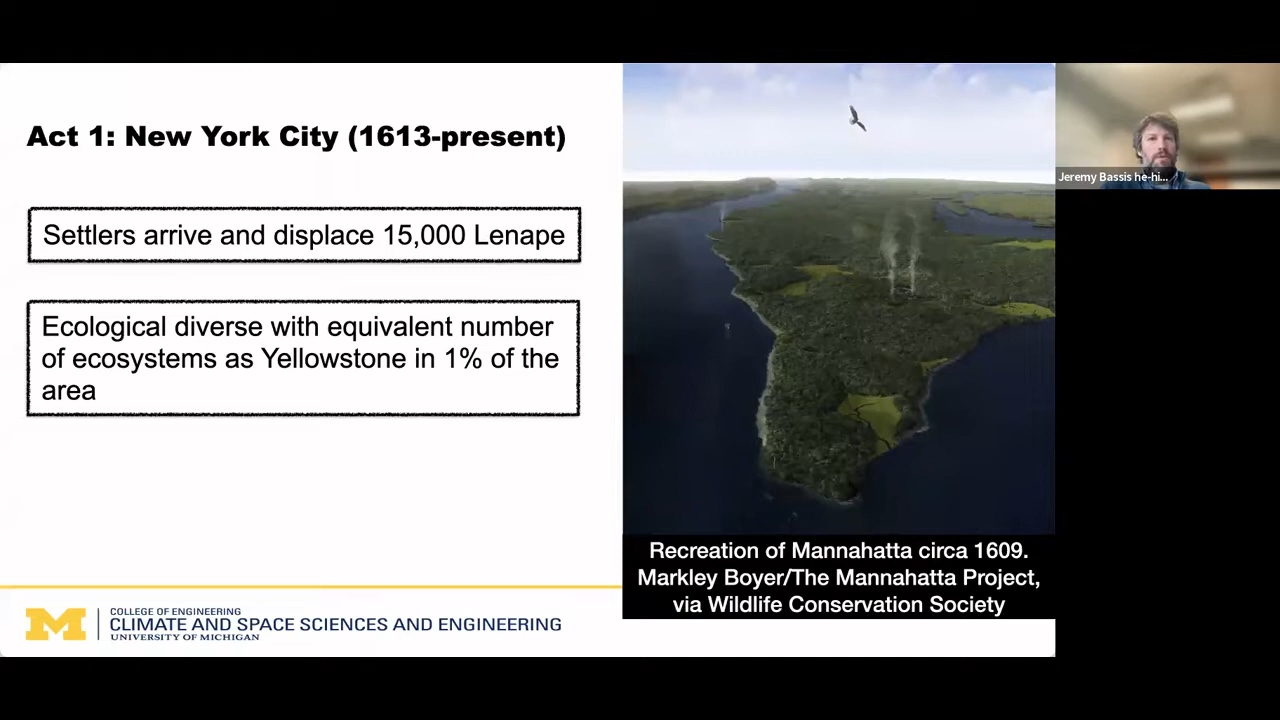 Act 1: New York City (1613-present)
Settlers arrive and displace 15,000 Lenape
Ecological diverse with equivalent number
of ecosystems as Yellowstone in 1% of the
area
Recreation of Mannahatta circa 1609.
Markley Boyer/The Mannahatta Project,
via Wildlife Conservation Society
M
COLLEGE OF ENGINEERING
CLIMATE AND SPACE SCIENCES AND ENGINEERING
UNIVERSITY OF MICHIGAN
Jeremy Bassis he-hi...